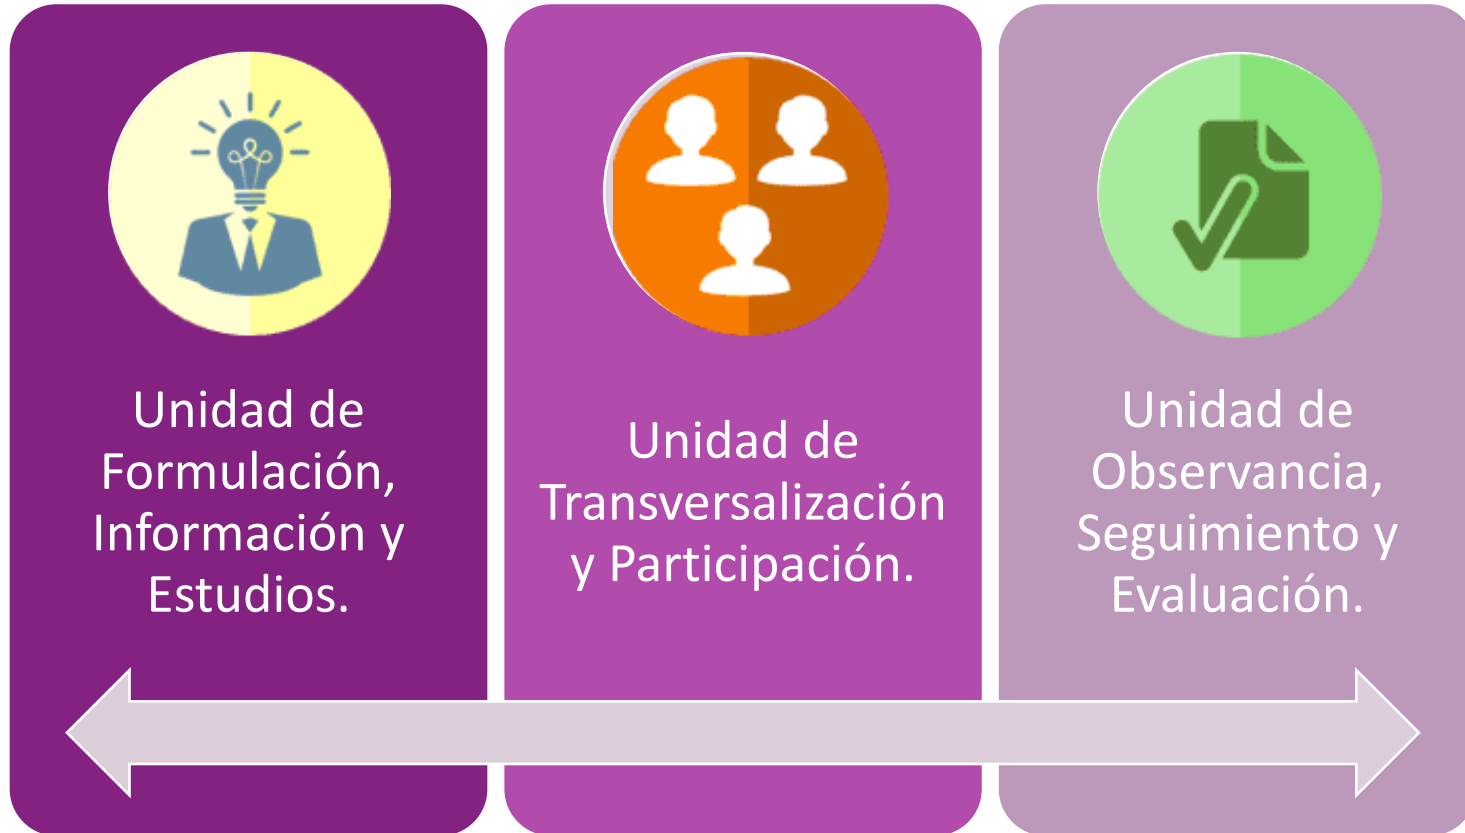 Unidad de
Formulación,
Información y
Estudios.
Unidad de
Transversalización
y Participación.
Unidad de
Observancia,
Seguimiento y
Evaluación.